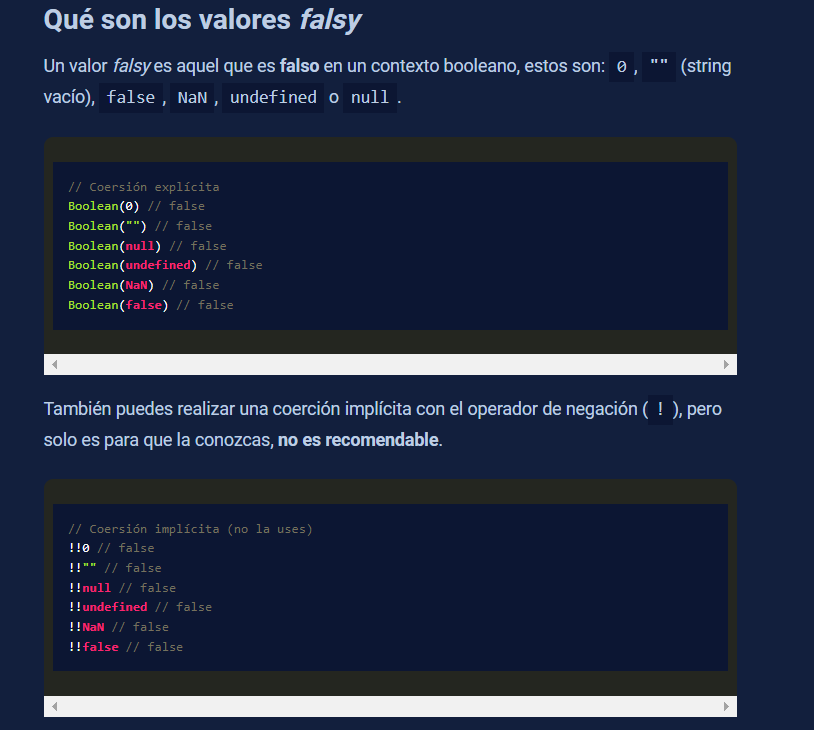 Qué son los valores falsy
Un valor falsy es aquel que es falso en un contexto booleano, estos son: 0, "" (string
vacío), false, NaN, undefined o null.
// Coersión explícita
Boolean(0) // false
Boolean("") // false
Boolean(null) // false
Boolean(undefined) // false
Boolean(NaN) // false
Boolean(false) // false
También puedes realizar una coerción implícita con el operador de negación ( ! ), pero
solo es para que la conozcas, no es recomendable.
// Coersión implícita (no la uses)
!!0 // false
!!"" // false
!!null // false
!!undefined // false
!!NaN // false
!!false // false